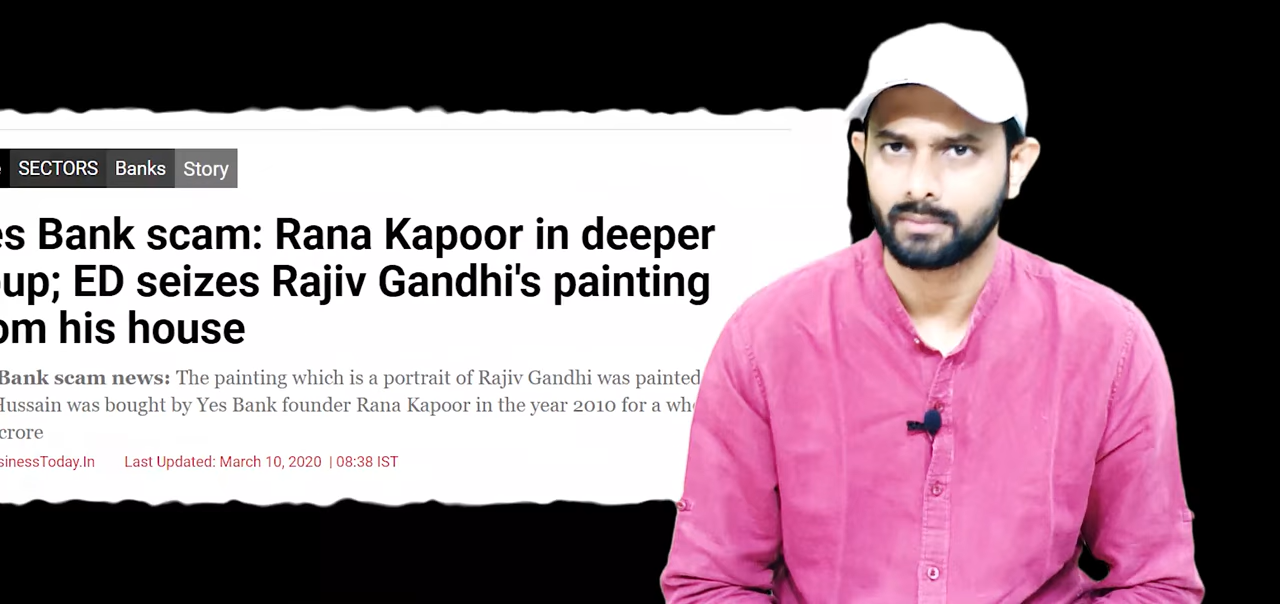 SECTORS Banks Story
es Bank scam: Rana Kapoor in deeper
up; ED seizes Rajiv Gandhi's painting
om his house
Bank scam news: The painting which is a portrait of Rajiv Gandhi was painted
Hussain was bought by Yes Bank founder Rana Kapoor in the year 2010 for a
crore
sinessToday.In Last Updated: March 10, 2020 | 08:38 IST